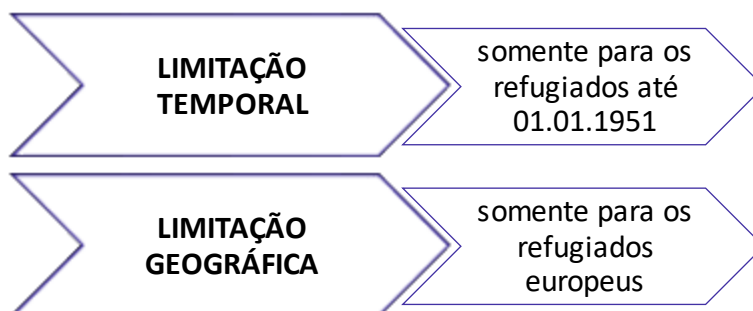 LIMITAÇÃO
TEMPORAL
somente para os
refugiados até
01.01.1951
LIMITAÇÃO
GEOGRÁFICA
somente para os
refugiados
europeus